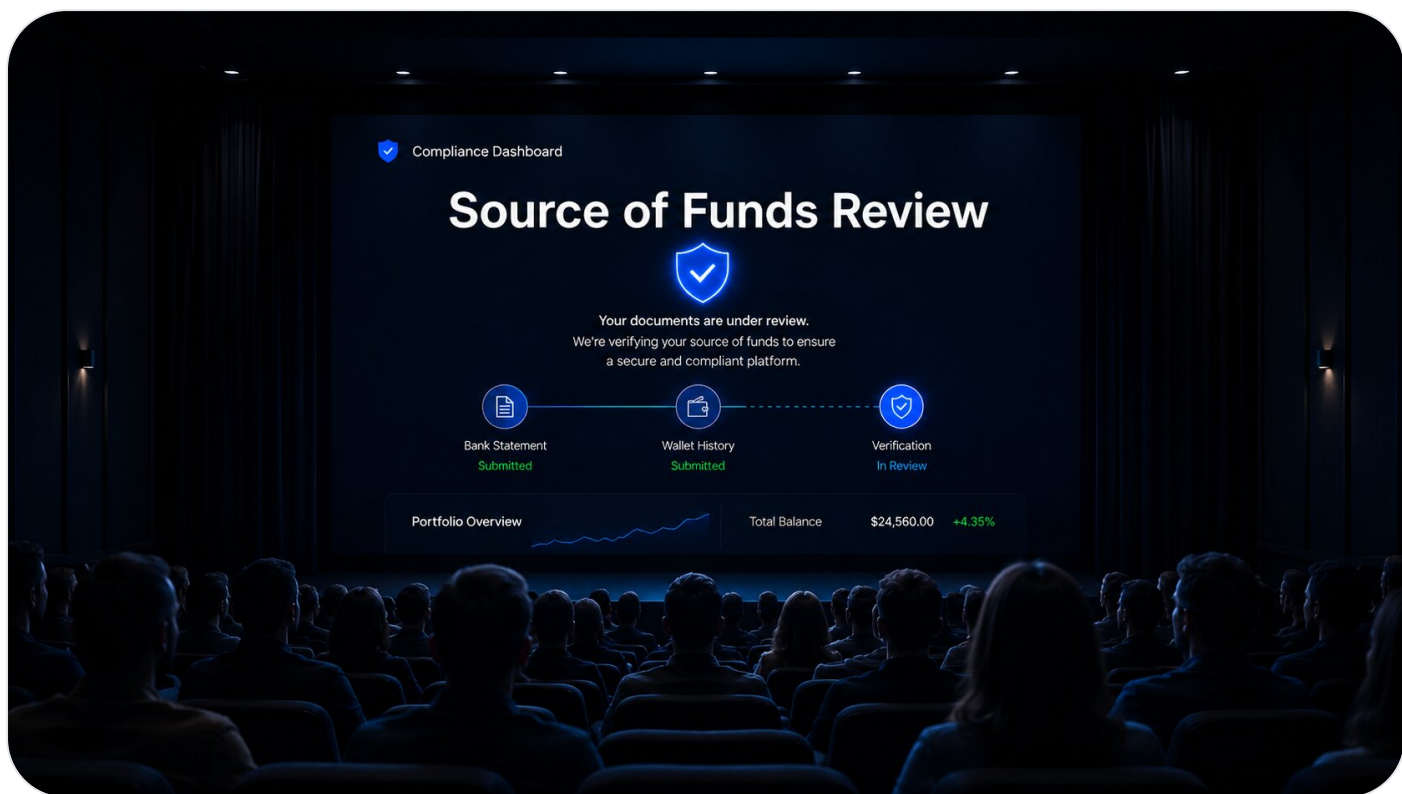 Compliance Dashboard
Source of Funds Review
Your documents are under review.
We're verifying your source of funds to ensure
a secure and compliant platform.
Bank Statement
Submitted
Wallet History
Submitted
Verification
In Review
Portfolio Overview
Total Balance
$24,560.00
+4.35%